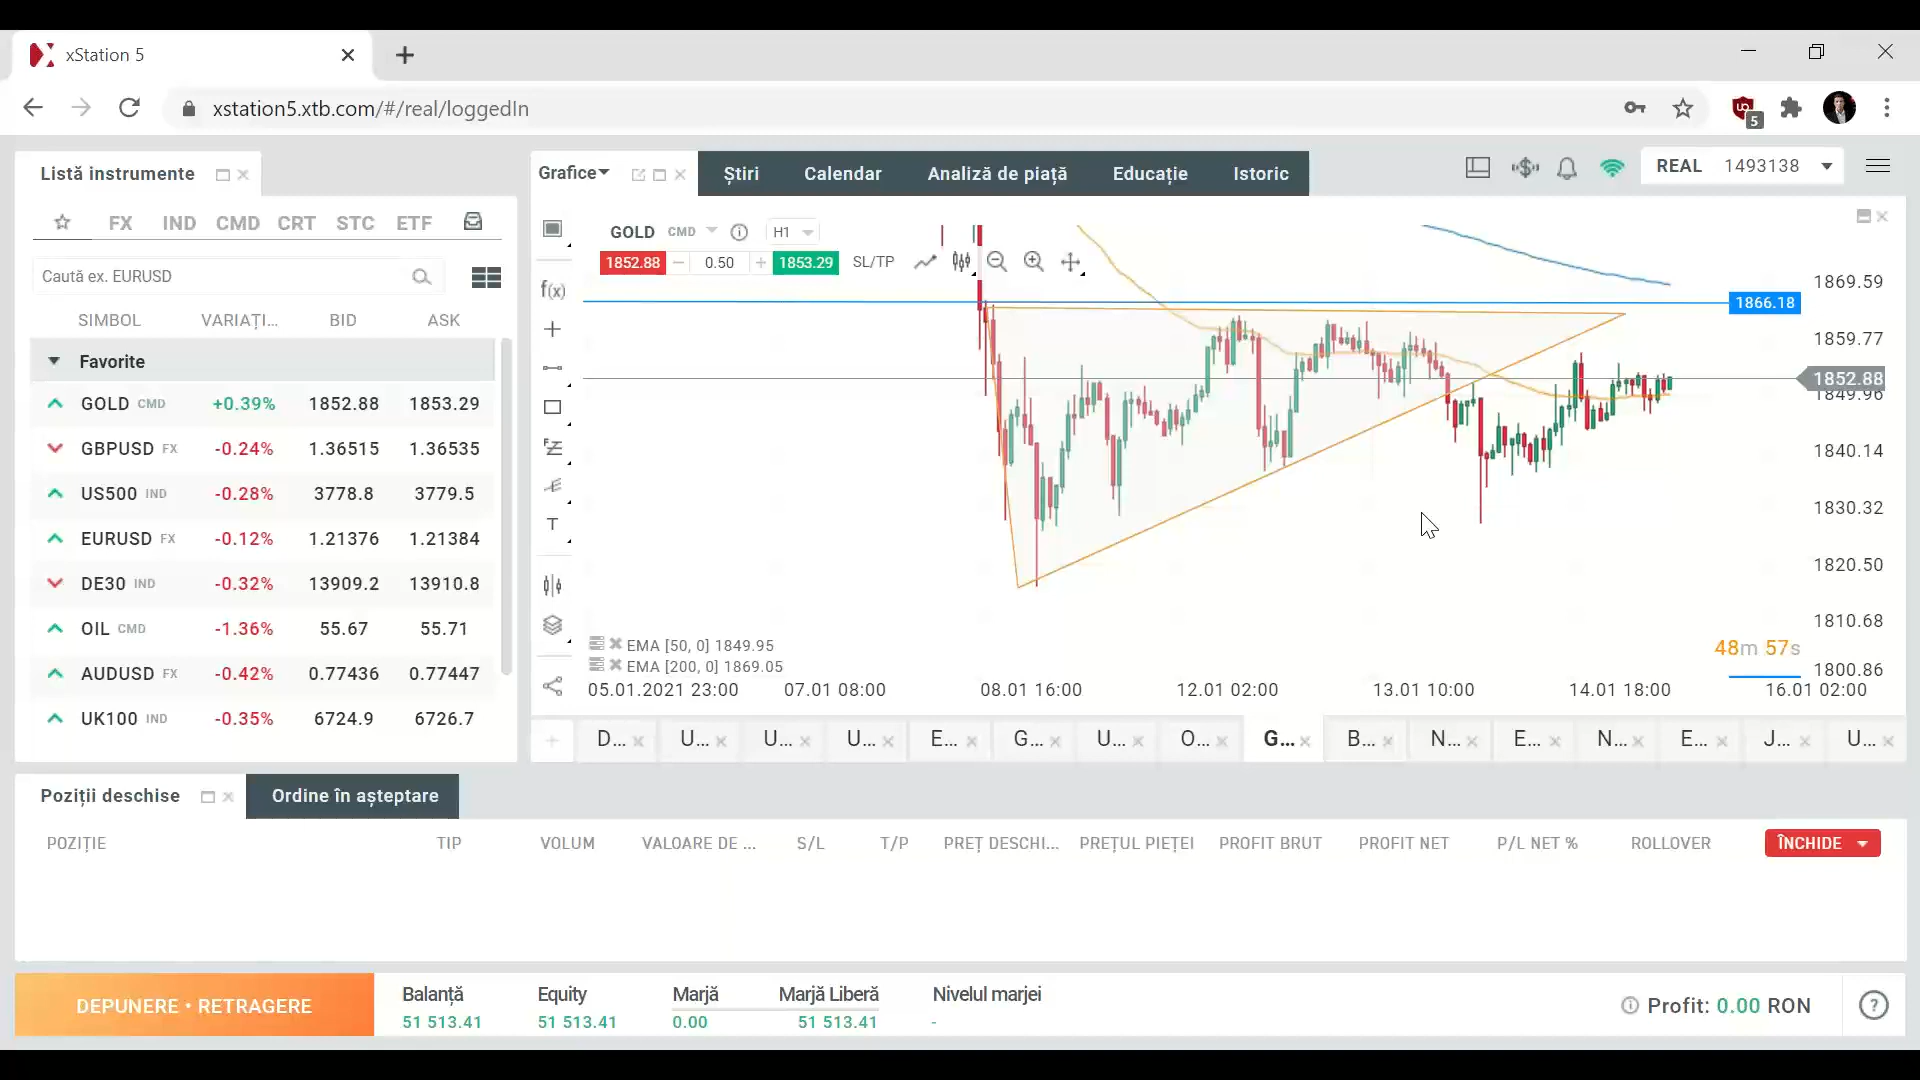 xStation 5
xstation5.xtb.com/#/real/loggedIn
5
Listă instrumente
Grafice
Știri
Calendar
Analiză de piață
Educație
Istoric
REAL 1493138
FX IND CMD CRT STC ETF
Caută ex. EURUSD
SIMBOL VARIAȚI... BID ASK
Favorite
GOLD CMD +0.39% 1852.88 1853.29
GBPUSD FX -0.24% 1.36515 1.36535
US500 IND -0.28% 3778.8 3779.5
EURUSD FX -0.12% 1.21376 1.21384
DE30 IND -0.32% 13909.2 13910.8
OIL CMD -1.36% 55.67 55.71
AUDUSD FX -0.42% 0.77436 0.77447
UK100 IND -0.35% 6724.9 6726.7
f(x)
T
GOLD CMD H1
1852.88 – 0.50 + 1853.29 SL/TP
1869.59
1866.18
1859.77
1852.88
1849.96
1840.14
1830.32
1820.50
1810.68
1800.86
48m 57s
EMA [50, 0] 1849.95
EMA [200, 0] 1869.05
05.01.2021 23:00 07.01 08:00 08.01 16:00 12.01 02:00 13.01 10:00 14.01 18:00 16.01 02:00
D... U... U... U... E... G... U... O... G... B... N... E... N... E... J... U...
Poziții deschise
Ordine în așteptare
POZIȚIE TIP VOLUM VALOARE DE ... S/L T/P PREȚ DESCHI... PREȚUL PIEȚEI PROFIT BRUT PROFIT NET P/L NET % ROLLOVER ÎNCHIDE
DEPUNERE • RETRAGERE
Balanță Equity Marjă Marjă Liberă Nivelul marjei
51 513.41 51 513.41 0.00 51 513.41 -
Profit: 0.00 RON